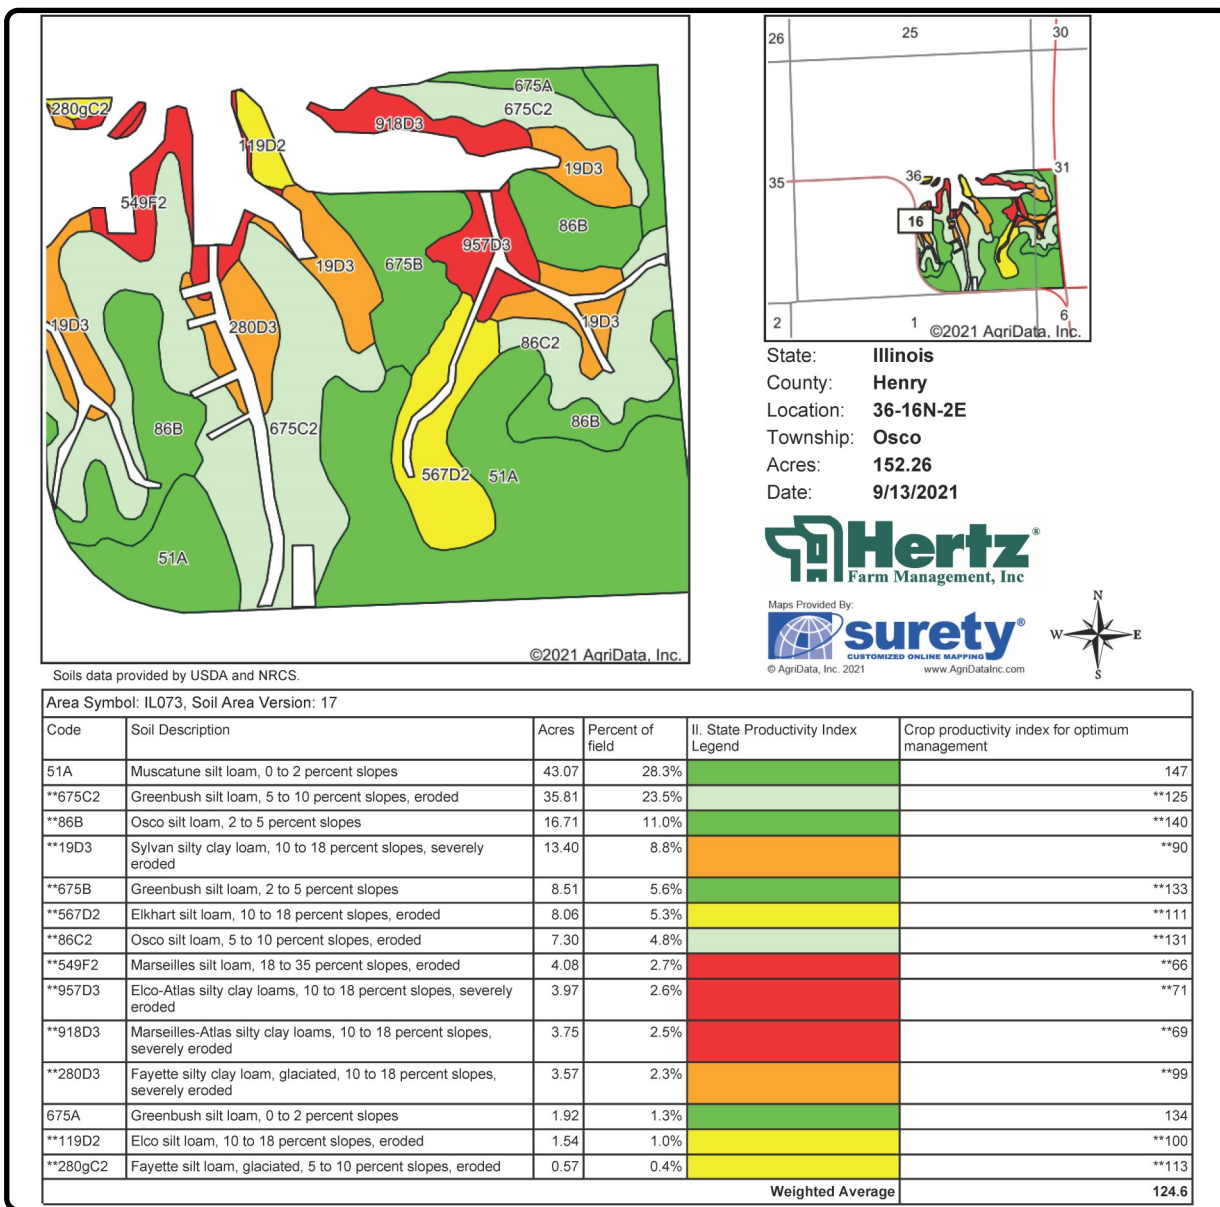 675A
675C2
280gC2
918D3
119D2
19D3
549F2
86B
957D3
19D3
675B
19D3
280D3
19D3
86C2
86B
675C2
86B
567D2
51A
51A
©2021 AgriData, Inc.
Soils data provided by USDA and NRCS.
26
25
30
35
36
31
16
2
1
6
©2021 AgriData, Inc.
State: Illinois
County: Henry
Location: 36-16N-2E
Township: Osco
Acres: 152.26
Date: 9/13/2021
Hertz®
Farm Management, Inc
Maps Provided By:
surety®
CUSTOMIZED ONLINE MAPPING
© AgriData, Inc. 2021 www.AgriDataInc.com
N
W E
S
Area Symbol: IL073, Soil Area Version: 17
Code Soil Description Acres Percent of field II. State Productivity Index Legend Crop productivity index for optimum management
51A Muscatune silt loam, 0 to 2 percent slopes 43.07 28.3% 147
**675C2 Greenbush silt loam, 5 to 10 percent slopes, eroded 35.81 23.5% **125
**86B Osco silt loam, 2 to 5 percent slopes 16.71 11.0% **140
**19D3 Sylvan silty clay loam, 10 to 18 percent slopes, severely eroded 13.40 8.8% **90
**675B Greenbush silt loam, 2 to 5 percent slopes 8.51 5.6% **133
**567D2 Elkhart silt loam, 10 to 18 percent slopes, eroded 8.06 5.3% **111
**86C2 Osco silt loam, 5 to 10 percent slopes, eroded 7.30 4.8% **131
**549F2 Marseilles silt loam, 18 to 35 percent slopes, eroded 4.08 2.7% **66
**957D3 Elco-Atlas silty clay loams, 10 to 18 percent slopes, severely eroded 3.97 2.6% **71
**918D3 Marseilles-Atlas silty clay loams, 10 to 18 percent slopes, severely eroded 3.75 2.5% **69
**280D3 Fayette silty clay loam, glaciated, 10 to 18 percent slopes, severely eroded 3.57 2.3% **99
675A Greenbush silt loam, 0 to 2 percent slopes 1.92 1.3% 134
**119D2 Elco silt loam, 10 to 18 percent slopes, eroded 1.54 1.0% **100
**280gC2 Fayette silt loam, glaciated, 5 to 10 percent slopes, eroded 0.57 0.4% **113
Weighted Average 124.6